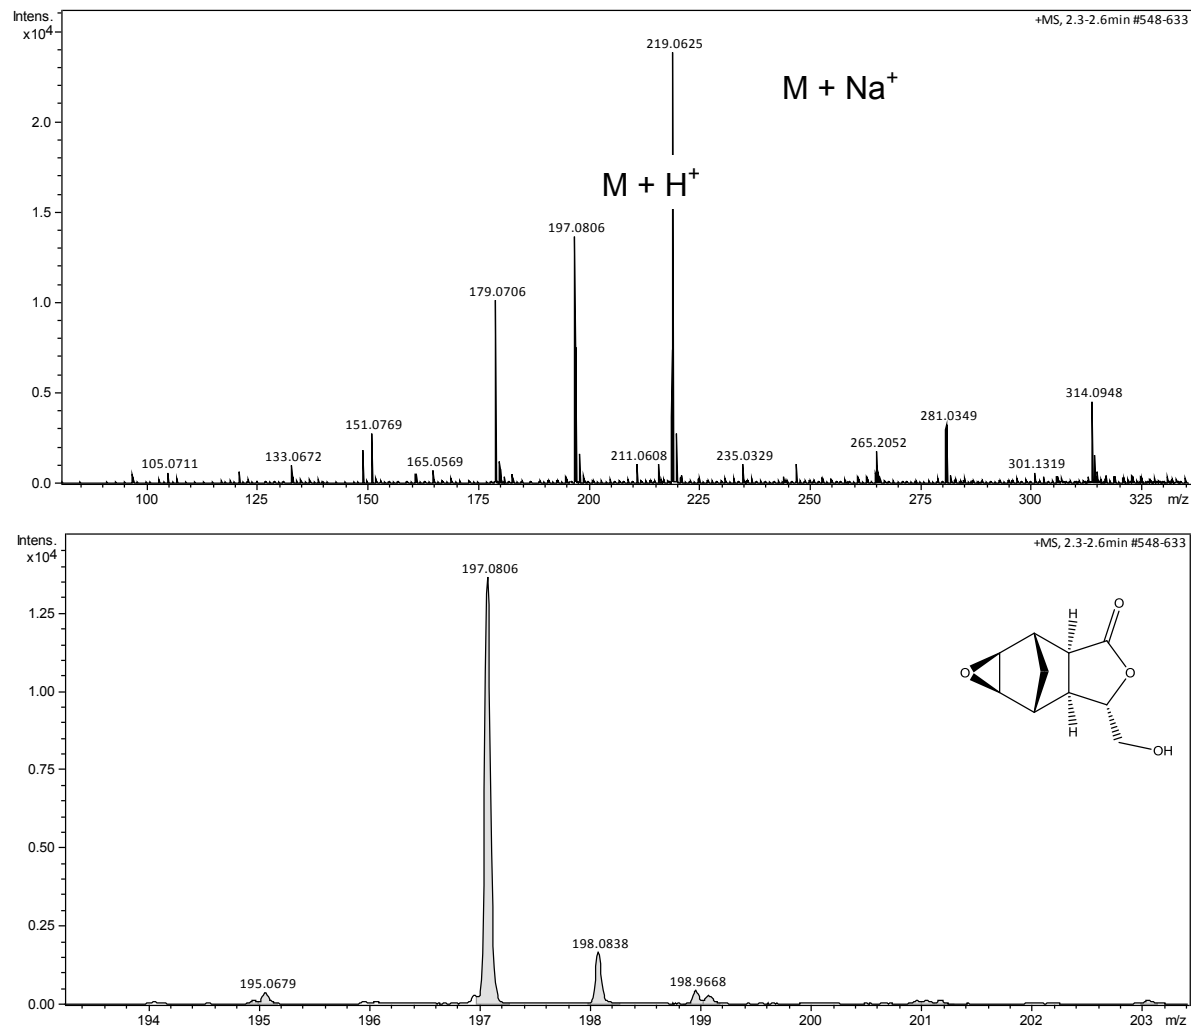 Intens.
x10⁴
+MS, 2.3-2.6min #548-633
219.0625
M + Na⁺
2.0
M + H⁺
1.5
197.0806
179.0706
1.0
0.5
314.0948
281.0349
151.0769
265.2052
105.0711
133.0672
165.0569
211.0608
235.0329
301.1319
0.0
100 125 150 175 200 225 250 275 300 325 m/z
Intens.
x10⁴
+MS, 2.3-2.6min #548-633
197.0806
1.25
H
O
1.00
O
O
H
OH
0.75
0.50
0.25
198.0838
195.0679
198.9668
0.00
194 195 196 197 198 199 200 201 202 203 m/z